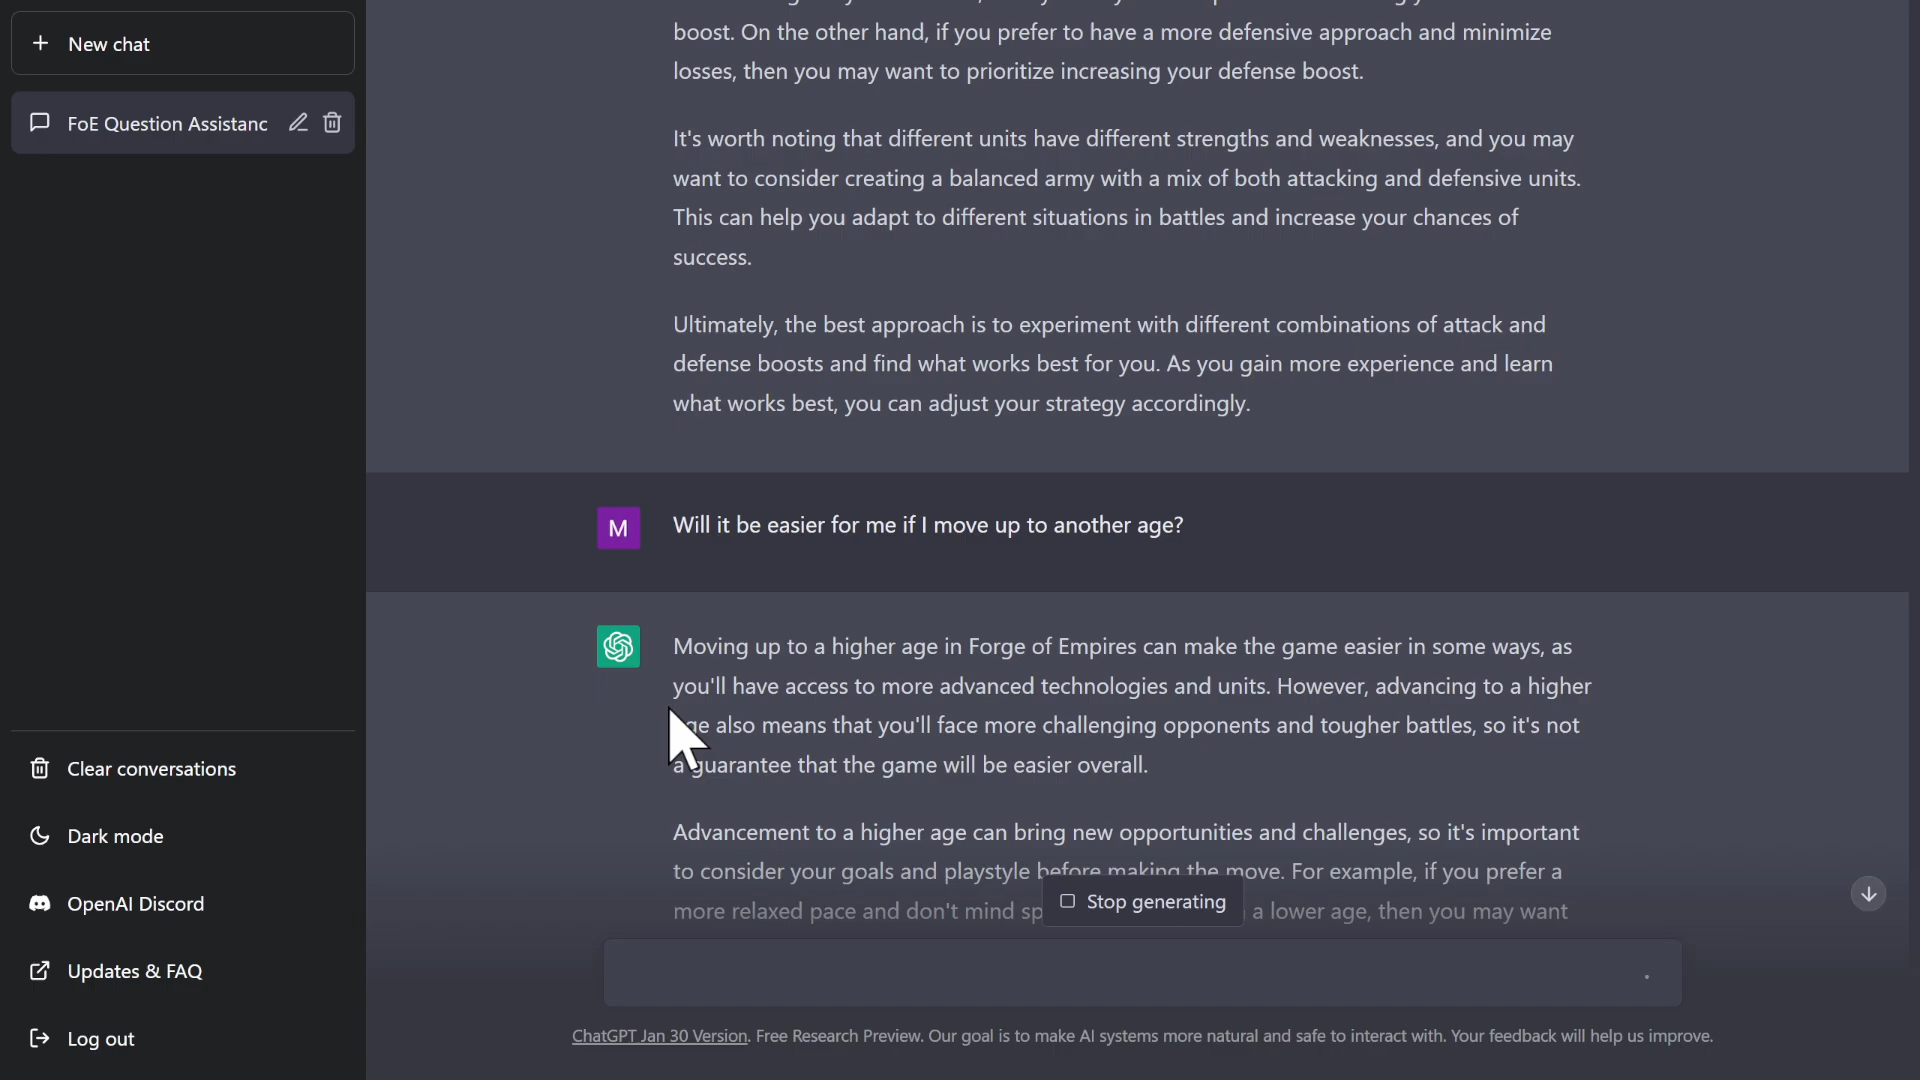 New chat
FoE Question Assistanc
boost. On the other hand, if you prefer to have a more defensive approach and minimize
losses, then you may want to prioritize increasing your defense boost.
It's worth noting that different units have different strengths and weaknesses, and you may
want to consider creating a balanced army with a mix of both attacking and defensive units.
This can help you adapt to different situations in battles and increase your chances of
success.
Ultimately, the best approach is to experiment with different combinations of attack and
defense boosts and find what works best for you. As you gain more experience and learn
what works best, you can adjust your strategy accordingly.
M
Will it be easier for me if I move up to another age?
Moving up to a higher age in Forge of Empires can make the game easier in some ways, as
you'll have access to more advanced technologies and units. However, advancing to a higher
age also means that you'll face more challenging opponents and tougher battles, so it's not
a guarantee that the game will be easier overall.
Advancement to a higher age can bring new opportunities and challenges, so it's important
to consider your goals and playstyle before making the move. For example, if you prefer a
more relaxed pace and don't mind sp a lower age, then you may want
Stop generating
Clear conversations
Dark mode
OpenAI Discord
Updates & FAQ
Log out
ChatGPT Jan 30 Version. Free Research Preview. Our goal is to make AI systems more natural and safe to interact with. Your feedback will help us improve.